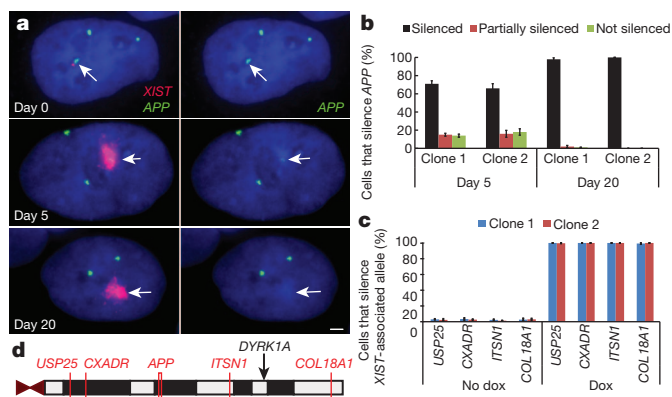 a
XIST
APP
APP
Day 0
Day 5
Day 20
b
Silenced Partially silenced Not silenced
Cells that silence APP (%)
100
80
60
40
20
0
Clone 1 Clone 2 Clone 1 Clone 2
Day 5 Day 20
c
Clone 1 Clone 2
Cells that silence
XIST-associated allele (%)
100
80
60
40
20
0
USP25 CXADR ITSN1 COL18A1 USP25 CXADR ITSN1 COL18A1
No dox Dox
d
DYRK1A
USP25 CXADR APP ITSN1 COL18A1